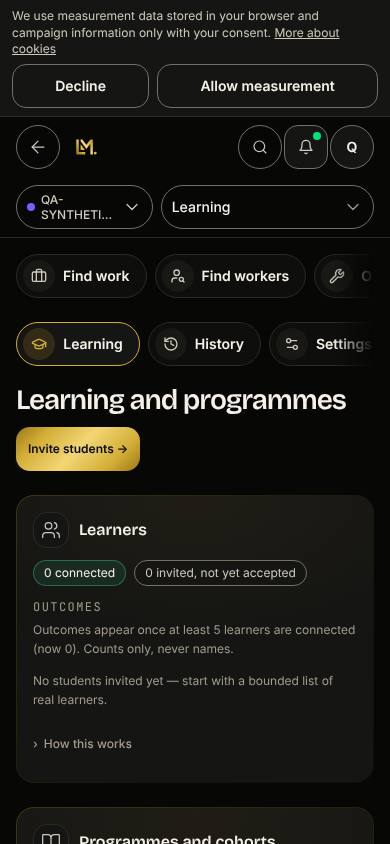 We use measurement data stored in your browser and
campaign information only with your consent. More about
cookies
Decline
Allow measurement
LM.
Q
QA-
SYNTHETI...
Learning
Find work
Find workers
O
Learning
History
Settings
Learning and programmes
Invite students →
Learners
0 connected
0 invited, not yet accepted
OUTCOMES
Outcomes appear once at least 5 learners are connected
(now 0). Counts only, never names.
No students invited yet — start with a bounded list of
real learners.
› How this works
Programmes and cohorts